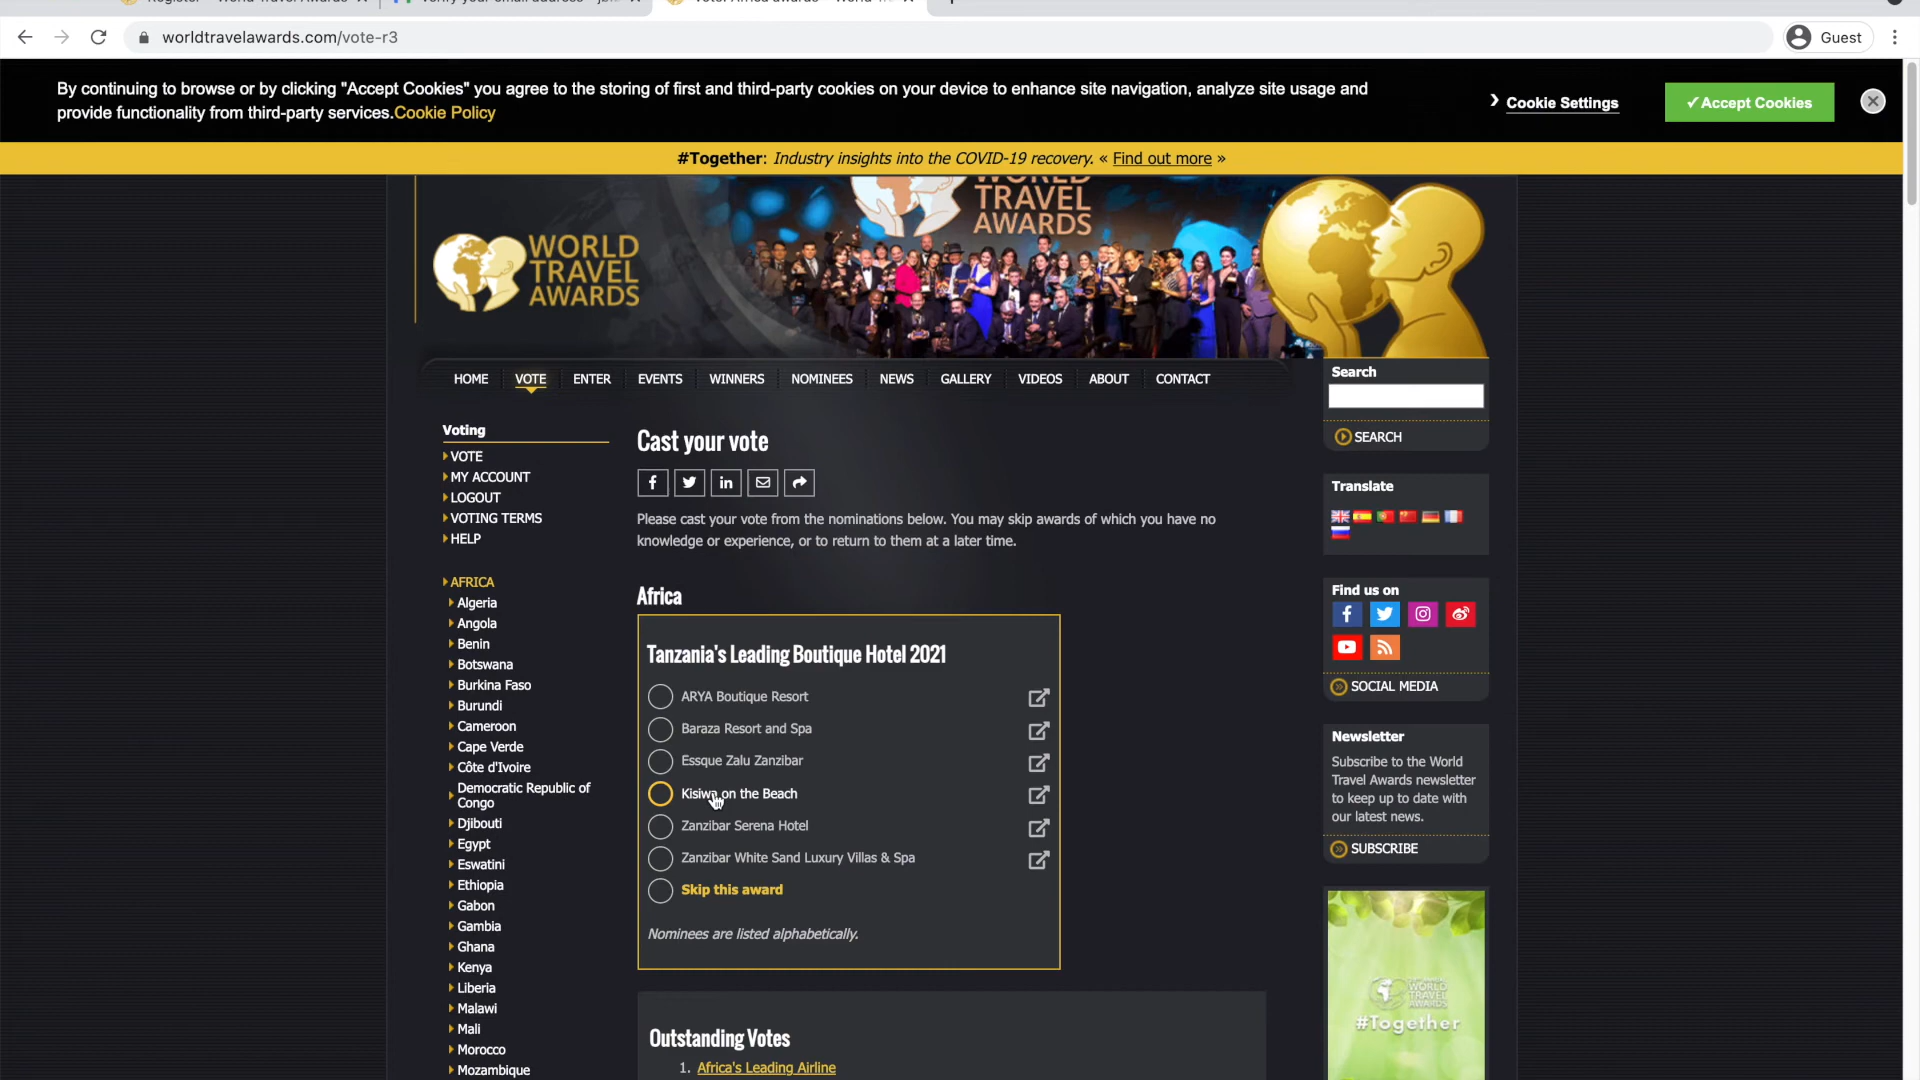 worldtravelawards.com/vote-r3
Guest
By continuing to browse or by clicking "Accept Cookies" you agree to the storing of first and third-party cookies on your device to enhance site navigation, analyze site usage and
provide functionality from third-party services.Cookie Policy
Cookie Settings
✓Accept Cookies
#Together: Industry insights into the COVID-19 recovery. « Find out more »
WORLD
TRAVEL
AWARDS
WORLD
TRAVEL
AWARDS
HOME VOTE ENTER EVENTS WINNERS NOMINEES NEWS GALLERY VIDEOS ABOUT CONTACT
Voting
VOTE
MY ACCOUNT
LOGOUT
VOTING TERMS
HELP
AFRICA
Algeria
Angola
Benin
Botswana
Burkina Faso
Burundi
Cameroon
Cape Verde
Côte d'Ivoire
Democratic Republic of
Congo
Djibouti
Egypt
Eswatini
Ethiopia
Gabon
Gambia
Ghana
Kenya
Liberia
Malawi
Mali
Morocco
Mozambique
Cast your vote
Please cast your vote from the nominations below. You may skip awards of which you have no
knowledge or experience, or to return to them at a later time.
Africa
Tanzania's Leading Boutique Hotel 2021
ARYA Boutique Resort
Baraza Resort and Spa
Essque Zalu Zanzibar
Kisiwa on the Beach
Zanzibar Serena Hotel
Zanzibar White Sand Luxury Villas & Spa
Skip this award
Nominees are listed alphabetically.
Outstanding Votes
1. Africa's Leading Airline
Search
SEARCH
Translate
Find us on
SOCIAL MEDIA
Newsletter
Subscribe to the World
Travel Awards newsletter
to keep up to date with
our latest news.
SUBSCRIBE
WORLD
TRAVEL
AWARDS
#Together